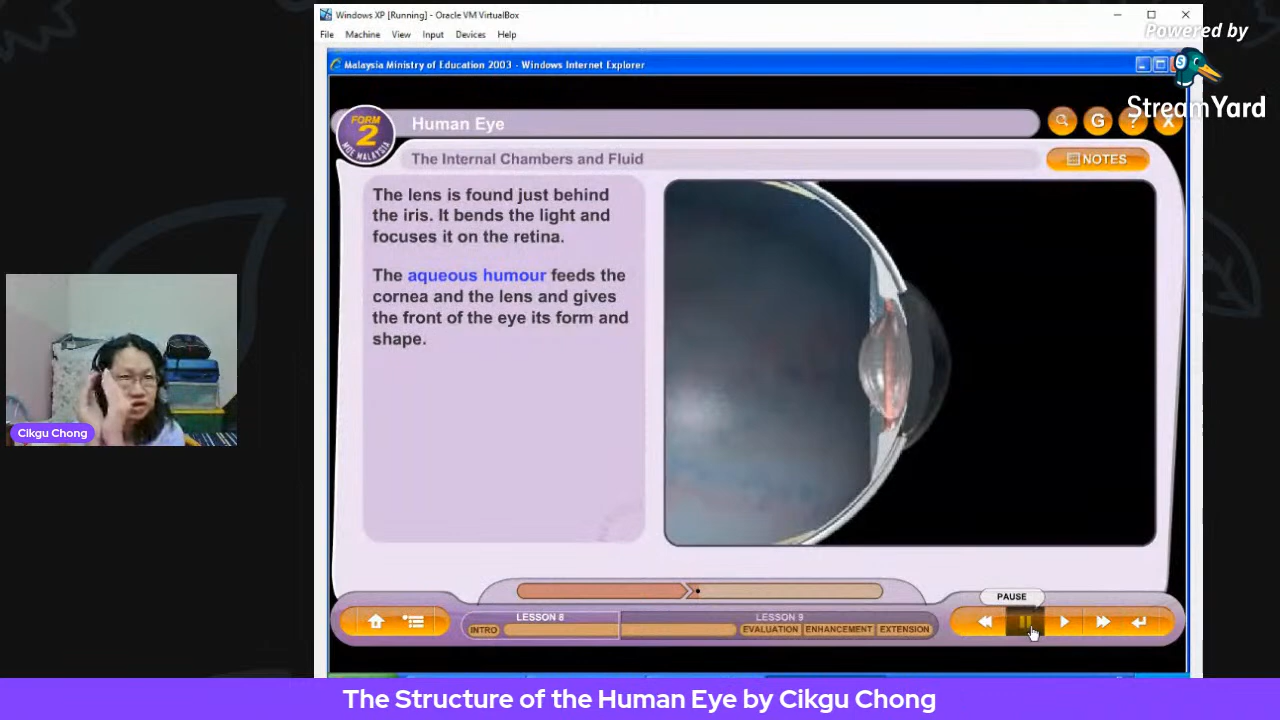 Windows XP [Running] - Oracle VM VirtualBox
File Machine View Input Devices Help
Powered by
StreamYard
Malaysia Ministry of Education 2003 - Windows Internet Explorer
FORM
2
MOE MALAYSIA
Human Eye
G ? X
The Internal Chambers and Fluid
NOTES
The lens is found just behind
the iris. It bends the light and
focuses it on the retina.
The aqueous humour feeds the
cornea and the lens and gives
the front of the eye its form and
shape.
Cikgu Chong
PAUSE
LESSON 8
LESSON 9
INTRO
EVALUATION ENHANCEMENT EXTENSION
The Structure of the Human Eye by Cikgu Chong